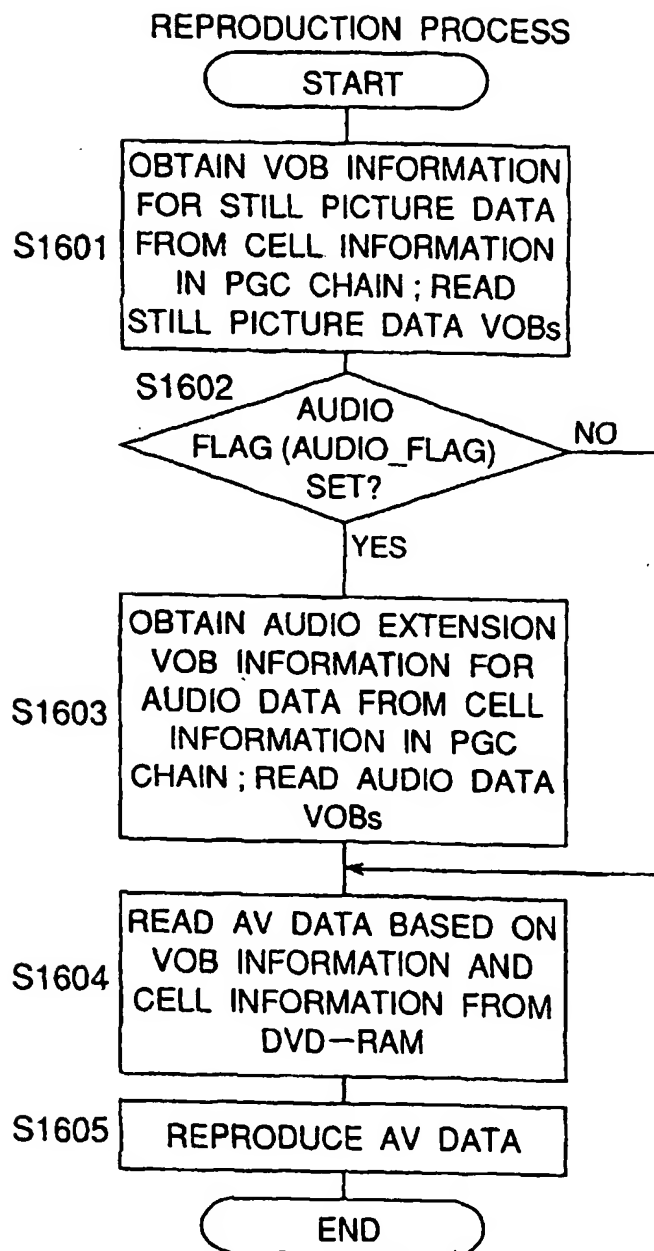 REPRODUCTION PROCESS
START
S1601
OBTAIN VOB INFORMATION
FOR STILL PICTURE DATA
FROM CELL INFORMATION
IN PGC CHAIN ; READ
STILL PICTURE DATA VOBs
S1602
AUDIO
FLAG (AUDIO_FLAG)
SET?
NO
YES
S1603
OBTAIN AUDIO EXTENSION
VOB INFORMATION FOR
AUDIO DATA FROM CELL
INFORMATION IN PGC
CHAIN ; READ AUDIO DATA
VOBs
S1604
READ AV DATA BASED ON
VOB INFORMATION AND
CELL INFORMATION FROM
DVD-RAM
S1605
REPRODUCE AV DATA
END